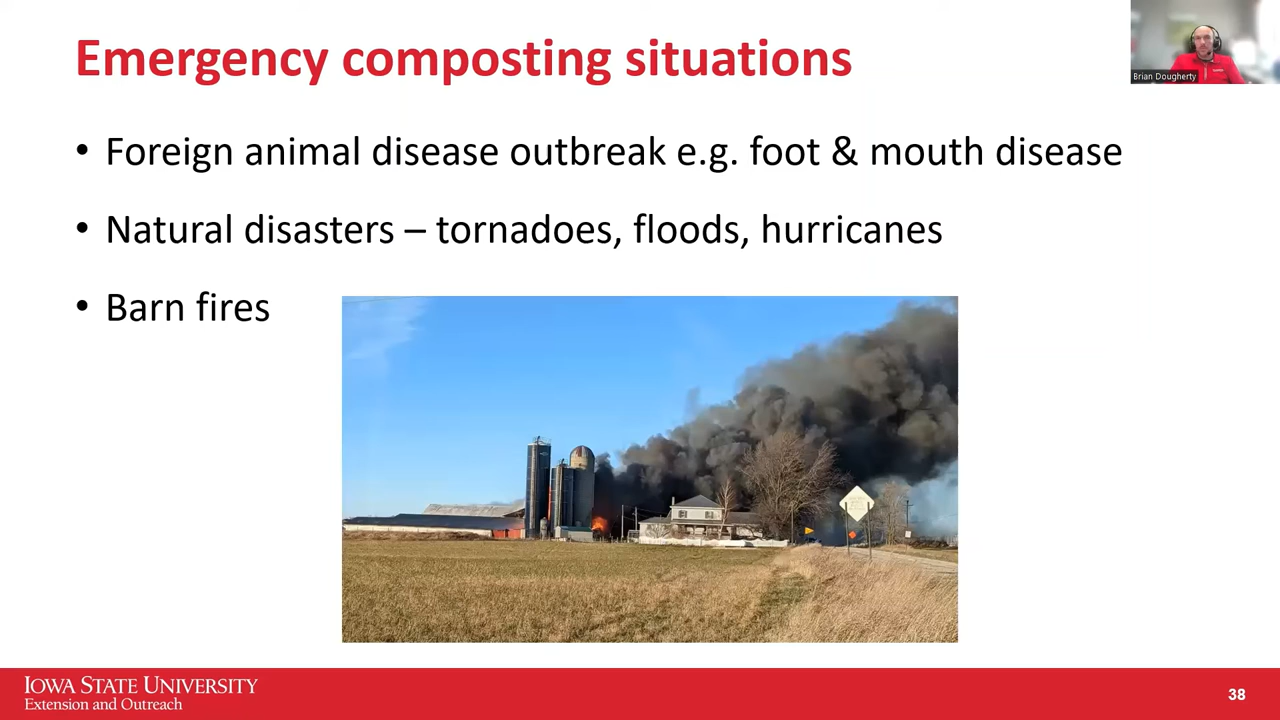 Emergency composting situations
Brian Dougherty
• Foreign animal disease outbreak e.g. foot & mouth disease
• Natural disasters – tornadoes, floods, hurricanes
• Barn fires
IOWA STATE UNIVERSITY
Extension and Outreach
38